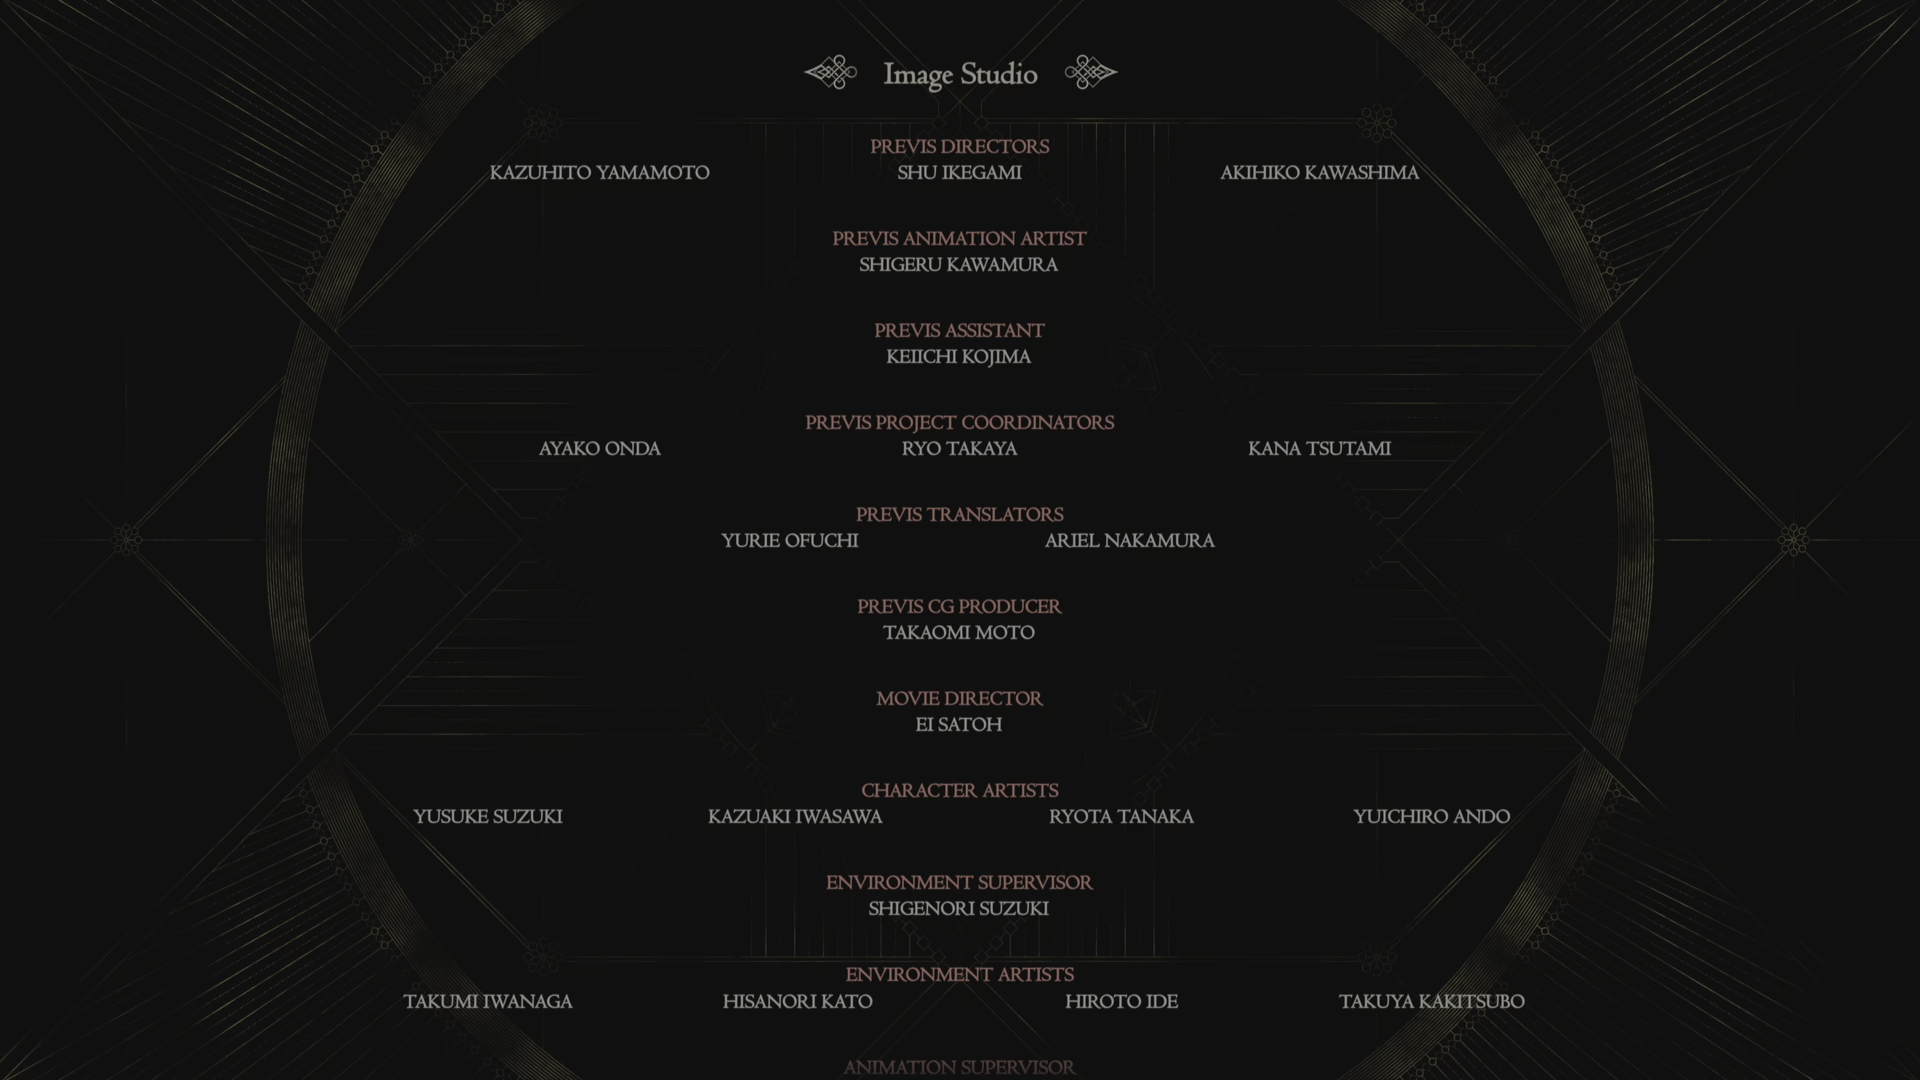 Image Studio
PREVIS DIRECTORS
KAZUHITO YAMAMOTO SHU IKEGAMI AKIHIKO KAWASHIMA
PREVIS ANIMATION ARTIST
SHIGERU KAWAMURA
PREVIS ASSISTANT
KEIICHI KOJIMA
PREVIS PROJECT COORDINATORS
AYAKO ONDA RYO TAKAYA KANA TSUTAMI
PREVIS TRANSLATORS
YURIE OFUCHI ARIEL NAKAMURA
PREVIS CG PRODUCER
TAKAOMI MOTO
MOVIE DIRECTOR
EI SATOH
CHARACTER ARTISTS
YUSUKE SUZUKI KAZUAKI IWASAWA RYOTA TANAKA YUICHIRO ANDO
ENVIRONMENT SUPERVISOR
SHIGENORI SUZUKI
ENVIRONMENT ARTISTS
TAKUMI IWANAGA HISANORI KATO HIROTO IDE TAKUYA KAKITSUBO
ANIMATION SUPERVISOR